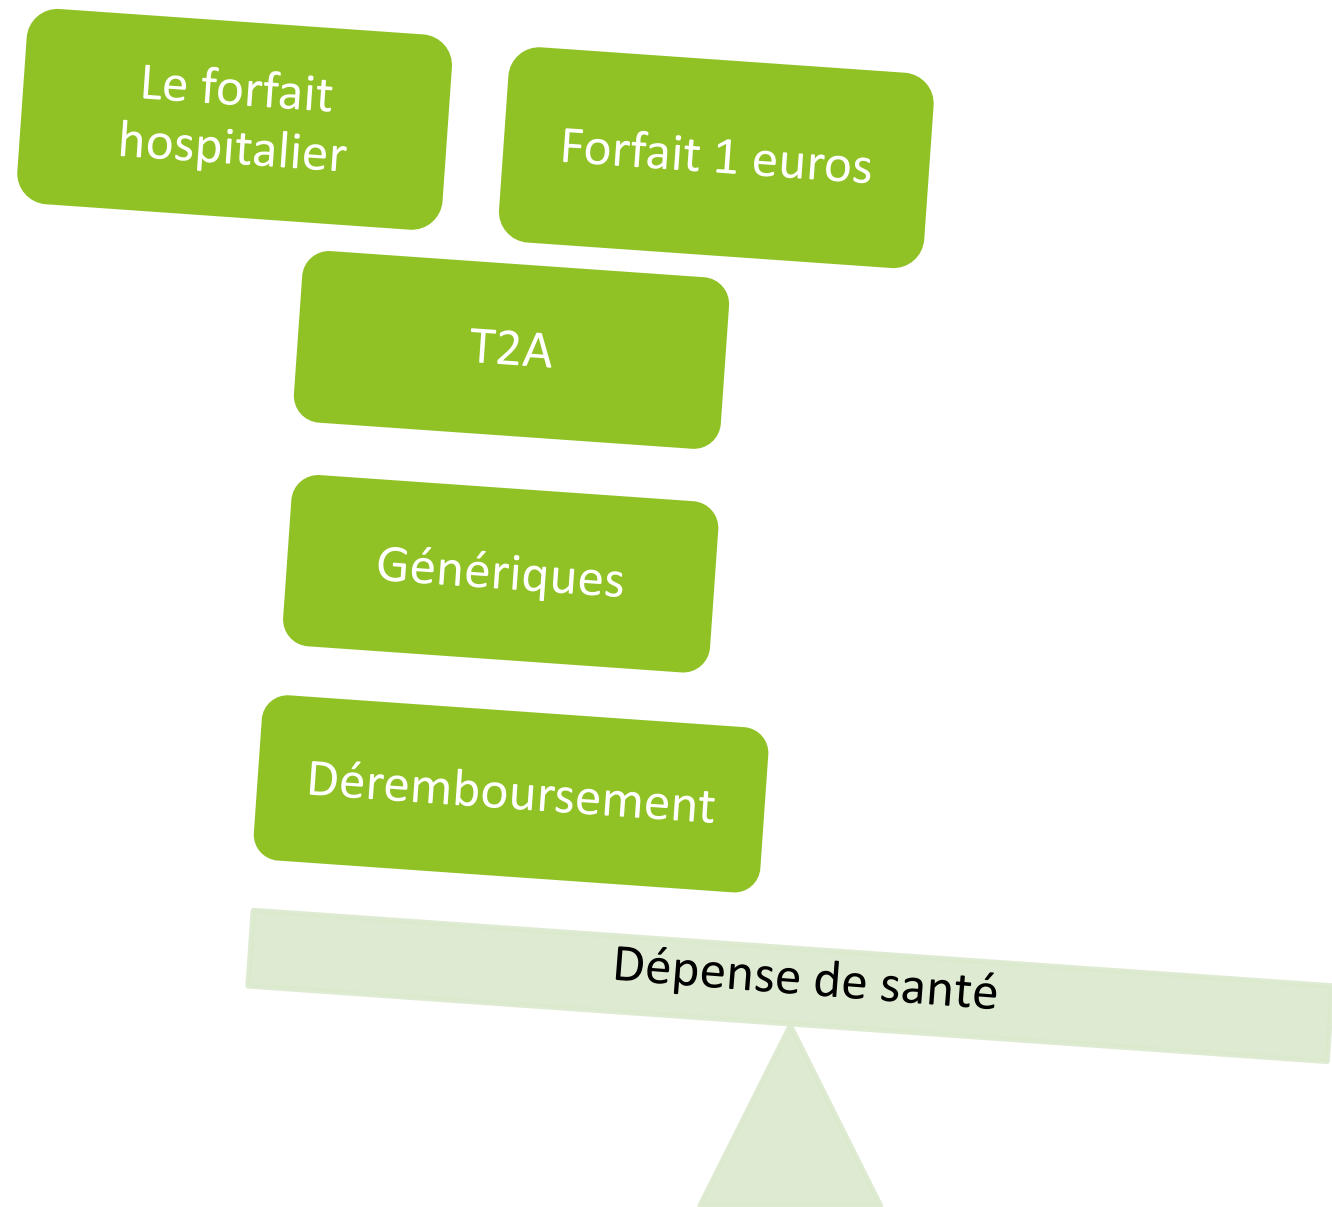 Le forfait
hospitalier
Forfait 1 euros
T2A
Génériques
Déremboursement
Dépense de santé